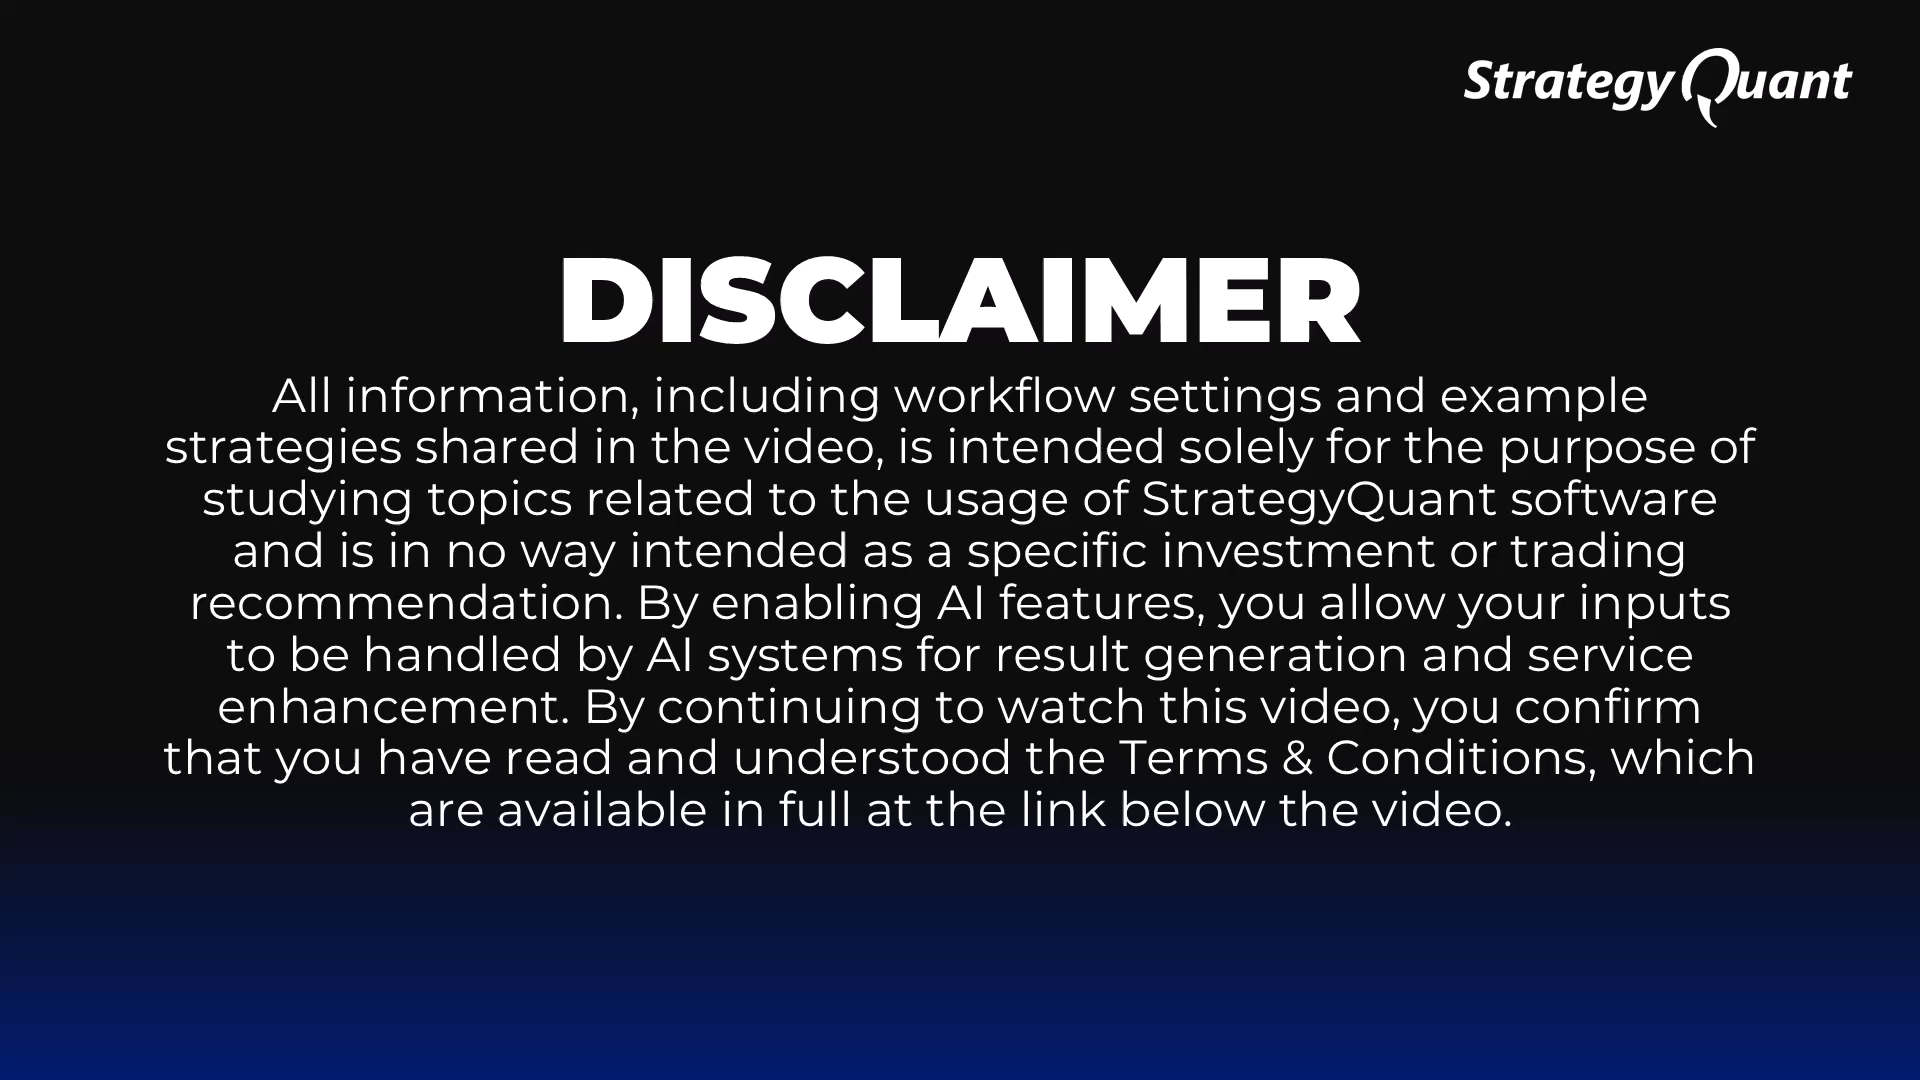 StrategyQuant
DISCLAIMER
All information, including workflow settings and example
strategies shared in the video, is intended solely for the purpose of
studying topics related to the usage of StrategyQuant software
and is in no way intended as a specific investment or trading
recommendation. By enabling AI features, you allow your inputs
to be handled by AI systems for result generation and service
enhancement. By continuing to watch this video, you confirm
that you have read and understood the Terms & Conditions, which
are available in full at the link below the video.